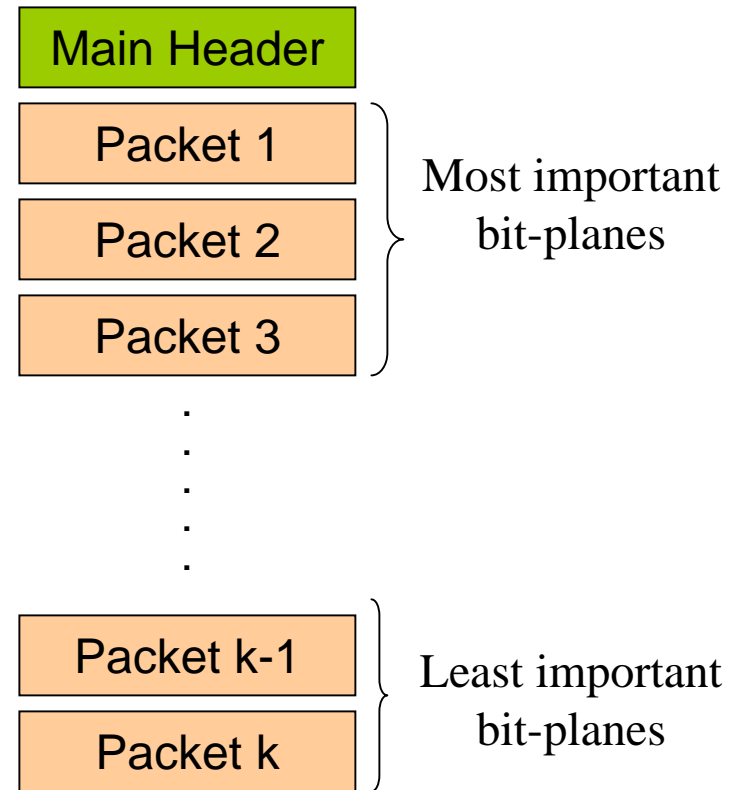 Main Header
Packet 1
Packet 2
Packet 3
Most important
bit-planes
.
.
.
.
.
Packet k-1
Packet k
Least important
bit-planes